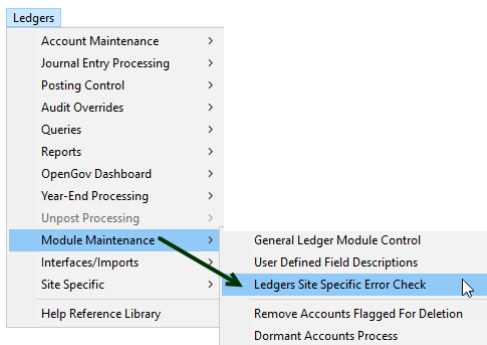 Ledgers
Account Maintenance
Journal Entry Processing
Posting Control
Audit Overrides
Queries
Reports
OpenGov Dashboard
Year-End Processing
Unpost Processing
Module Maintenance
Interfaces/Imports
Site Specific
Help Reference Library
General Ledger Module Control
User Defined Field Descriptions
Ledgers Site Specific Error Check
Remove Accounts Flagged For Deletion
Dormant Accounts Process